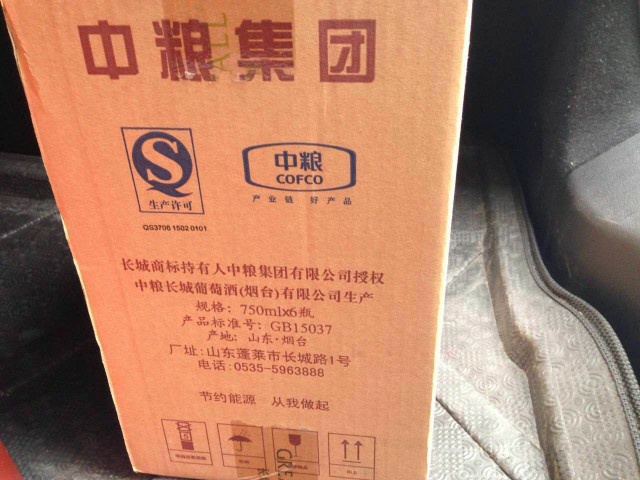 中粮集团
中粮
COFCO
产业链 好产品
生产许可
QS3706 1502 0101
长城商标持有人中粮集团有限公司授权
中粮长城葡萄酒(烟台)有限公司生产
规格: 750mlx6瓶
产品标准号: GB15037
产地: 山东·烟台
厂址:山东蓬莱市长城路1号
电话:0535-5963888
节约能源 从我做起
向上